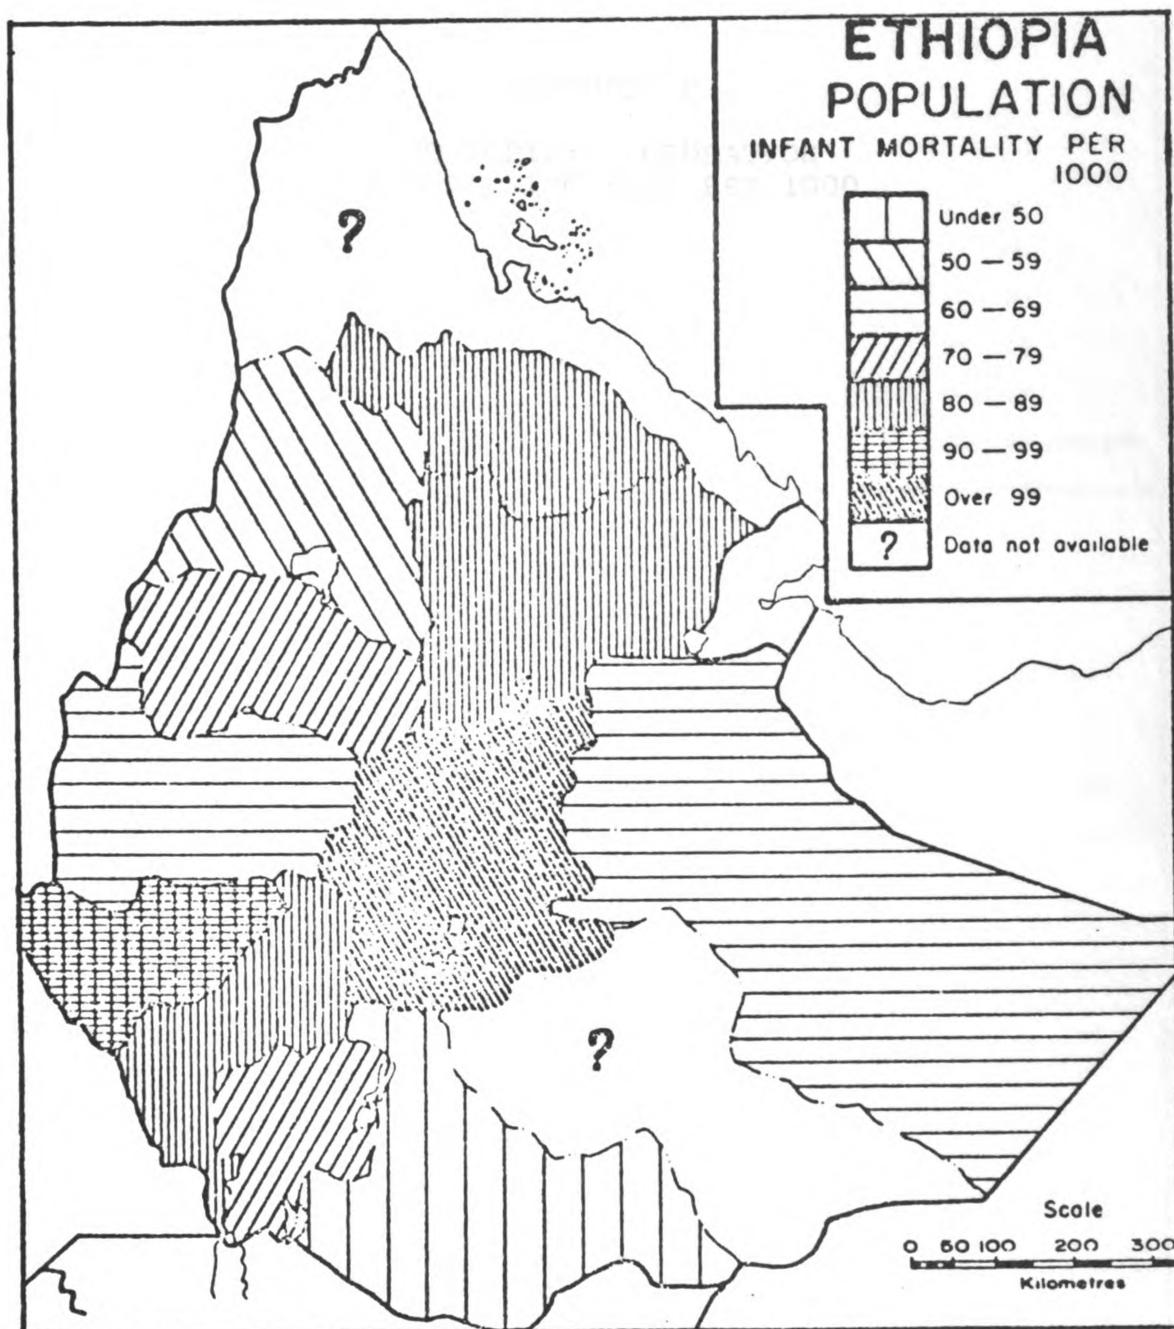 ETHIOPIA
POPULATION
INFANT MORTALITY PER
1000
Under 50
50 — 59
60 — 69
70 — 79
80 — 89
90 — 99
Over 99
? Data not available
?
?
Scale
0 50 100 200 300
Kilometres